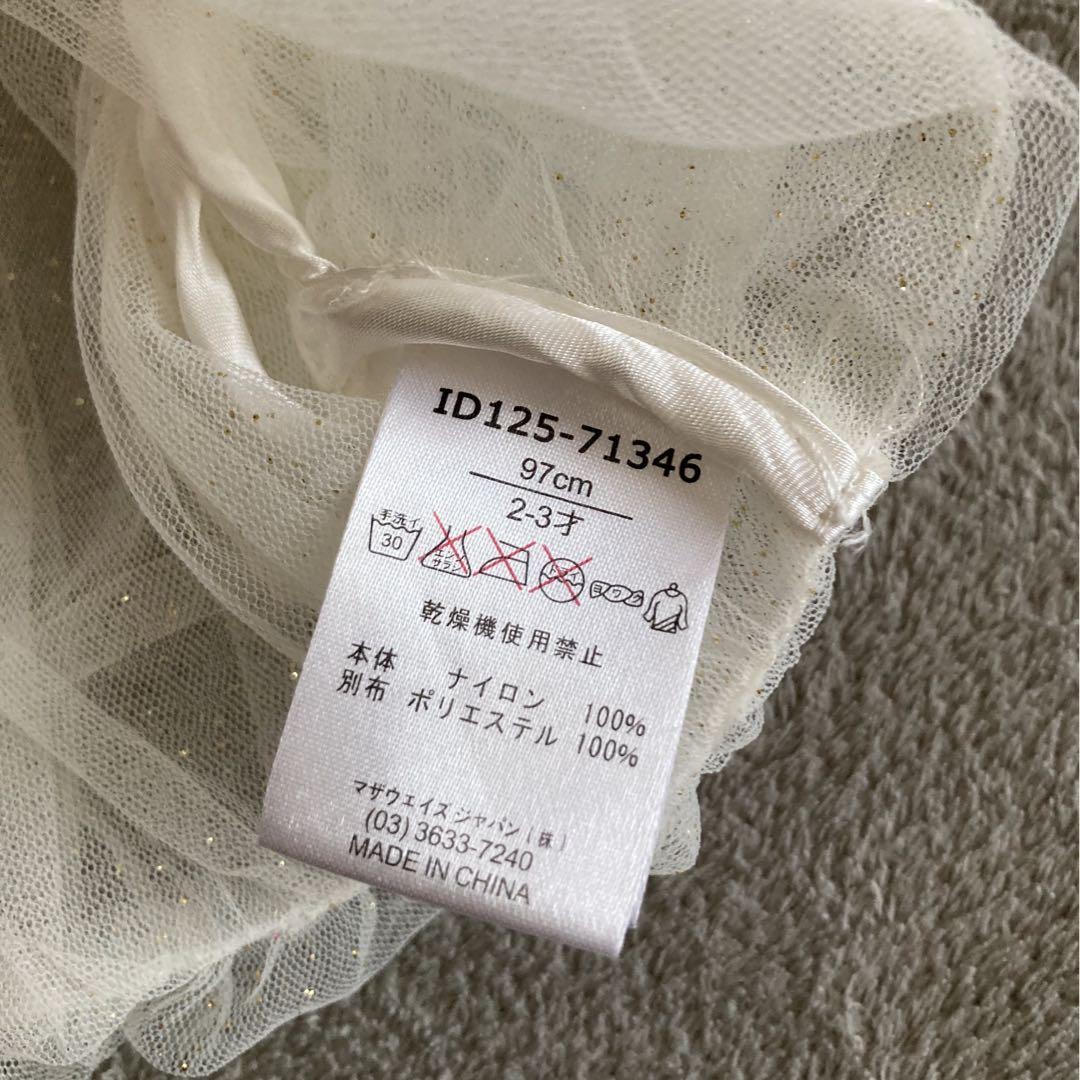 ID125-71346
97cm
2-3才
手洗イ
30
エンソ
サラシ
ドライ
ヨワク
乾燥機使用禁止
本体 ナイロン 100%
別布 ポリエステル 100%
マザウェイズ ジャパン(株)
(03) 3633-7240
MADE IN CHINA